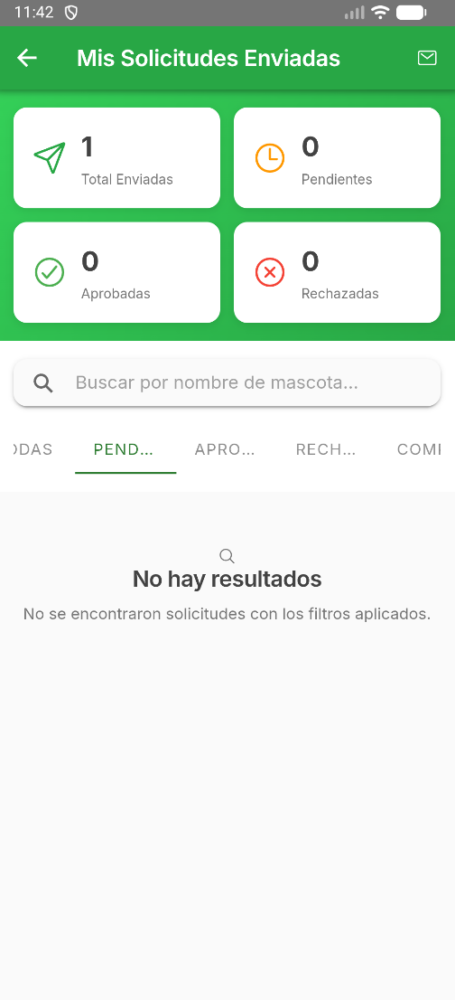 11:42
Mis Solicitudes Enviadas
1
Total Enviadas
0
Pendientes
0
Aprobadas
0
Rechazadas
Buscar por nombre de mascota...
ODAS
PEND...
APRO...
RECH...
COMI
No hay resultados
No se encontraron solicitudes con los filtros aplicados.